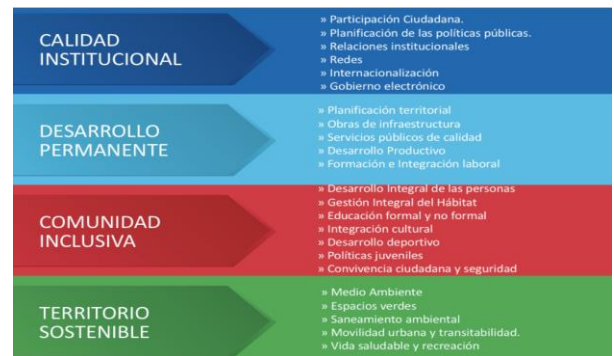 CALIDAD
INSTITUCIONAL
» Participación Ciudadana.
» Planificación de las políticas públicas.
» Relaciones institucionales
» Redes
» Internacionalización
» Gobierno electrónico
DESARROLLO
PERMANENTE
» Planificación territorial
» Obras de infraestructura
» Servicios públicos de calidad
» Desarrollo Productivo
» Formación e Integración laboral
COMUNIDAD
INCLUSIVA
» Desarrollo Integral de las personas
» Gestión Integral del Hábitat
» Educación formal y no formal
» Integración cultural
» Desarrollo deportivo
» Políticas juveniles
» Convivencia ciudadana y seguridad
TERRITORIO
SOSTENIBLE
» Medio Ambiente
» Espacios verdes
» Saneamiento ambiental
» Movilidad urbana y transitabilidad.
» Vida saludable y recreación